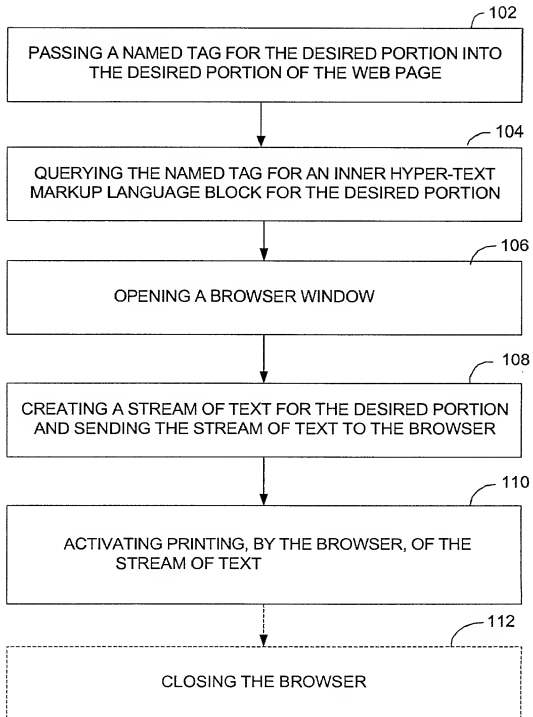 102
PASSING A NAMED TAG FOR THE DESIRED PORTION INTO
THE DESIRED PORTION OF THE WEB PAGE
104
QUERYING THE NAMED TAG FOR AN INNER HYPER-TEXT
MARKUP LANGUAGE BLOCK FOR THE DESIRED PORTION
106
OPENING A BROWSER WINDOW
108
CREATING A STREAM OF TEXT FOR THE DESIRED PORTION
AND SENDING THE STREAM OF TEXT TO THE BROWSER
110
ACTIVATING PRINTING, BY THE BROWSER, OF THE
STREAM OF TEXT
112
CLOSING THE BROWSER